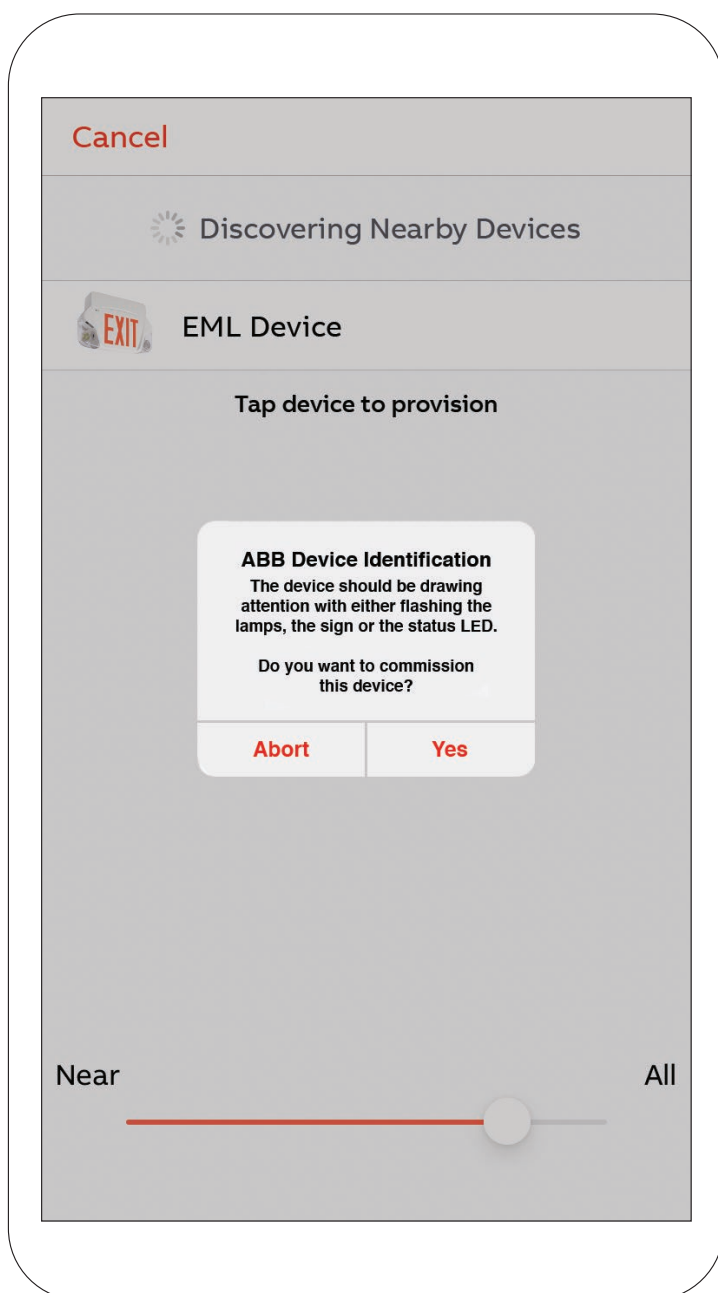 Cancel
Discovering Nearby Devices
EXIT
EML Device
Tap device to provision
ABB Device Identification
The device should be drawing
attention with either flashing the
lamps, the sign or the status LED.
Do you want to commission
this device?
Abort
Yes
Near
All